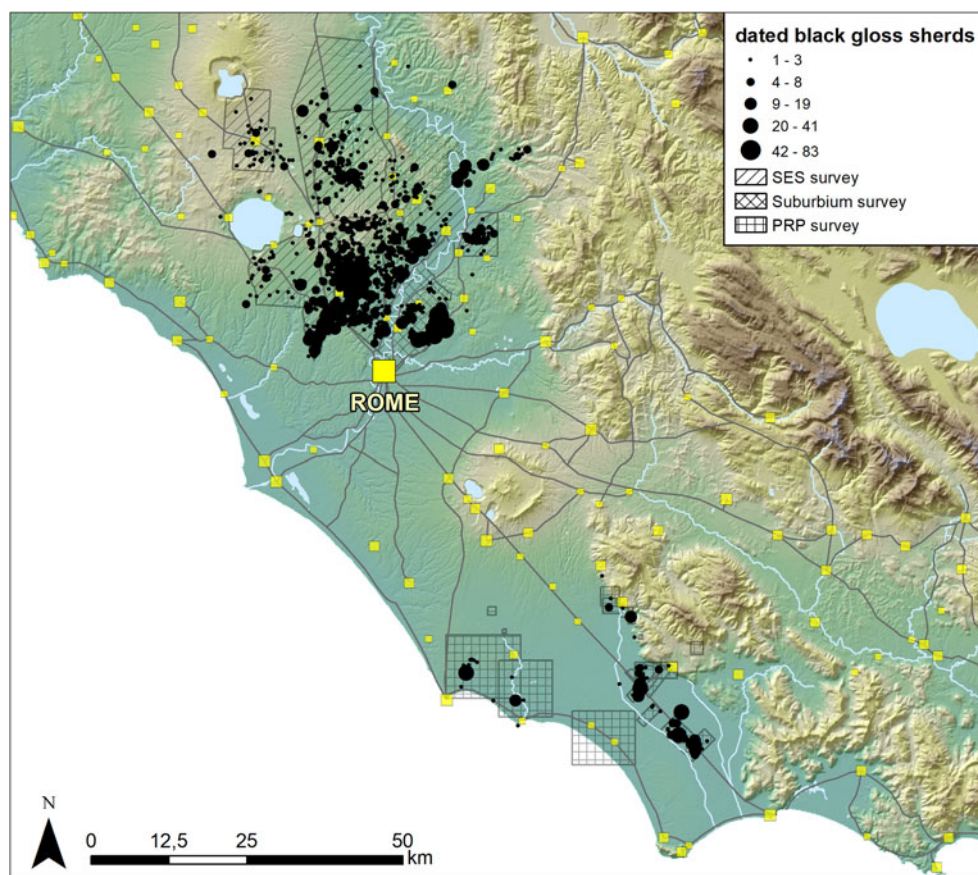 dated black gloss sherds
1 - 3
4 - 8
9 - 19
20 - 41
42 - 83
SES survey
Suburbium survey
PRP survey
ROME
N
0 12,5 25 50
km